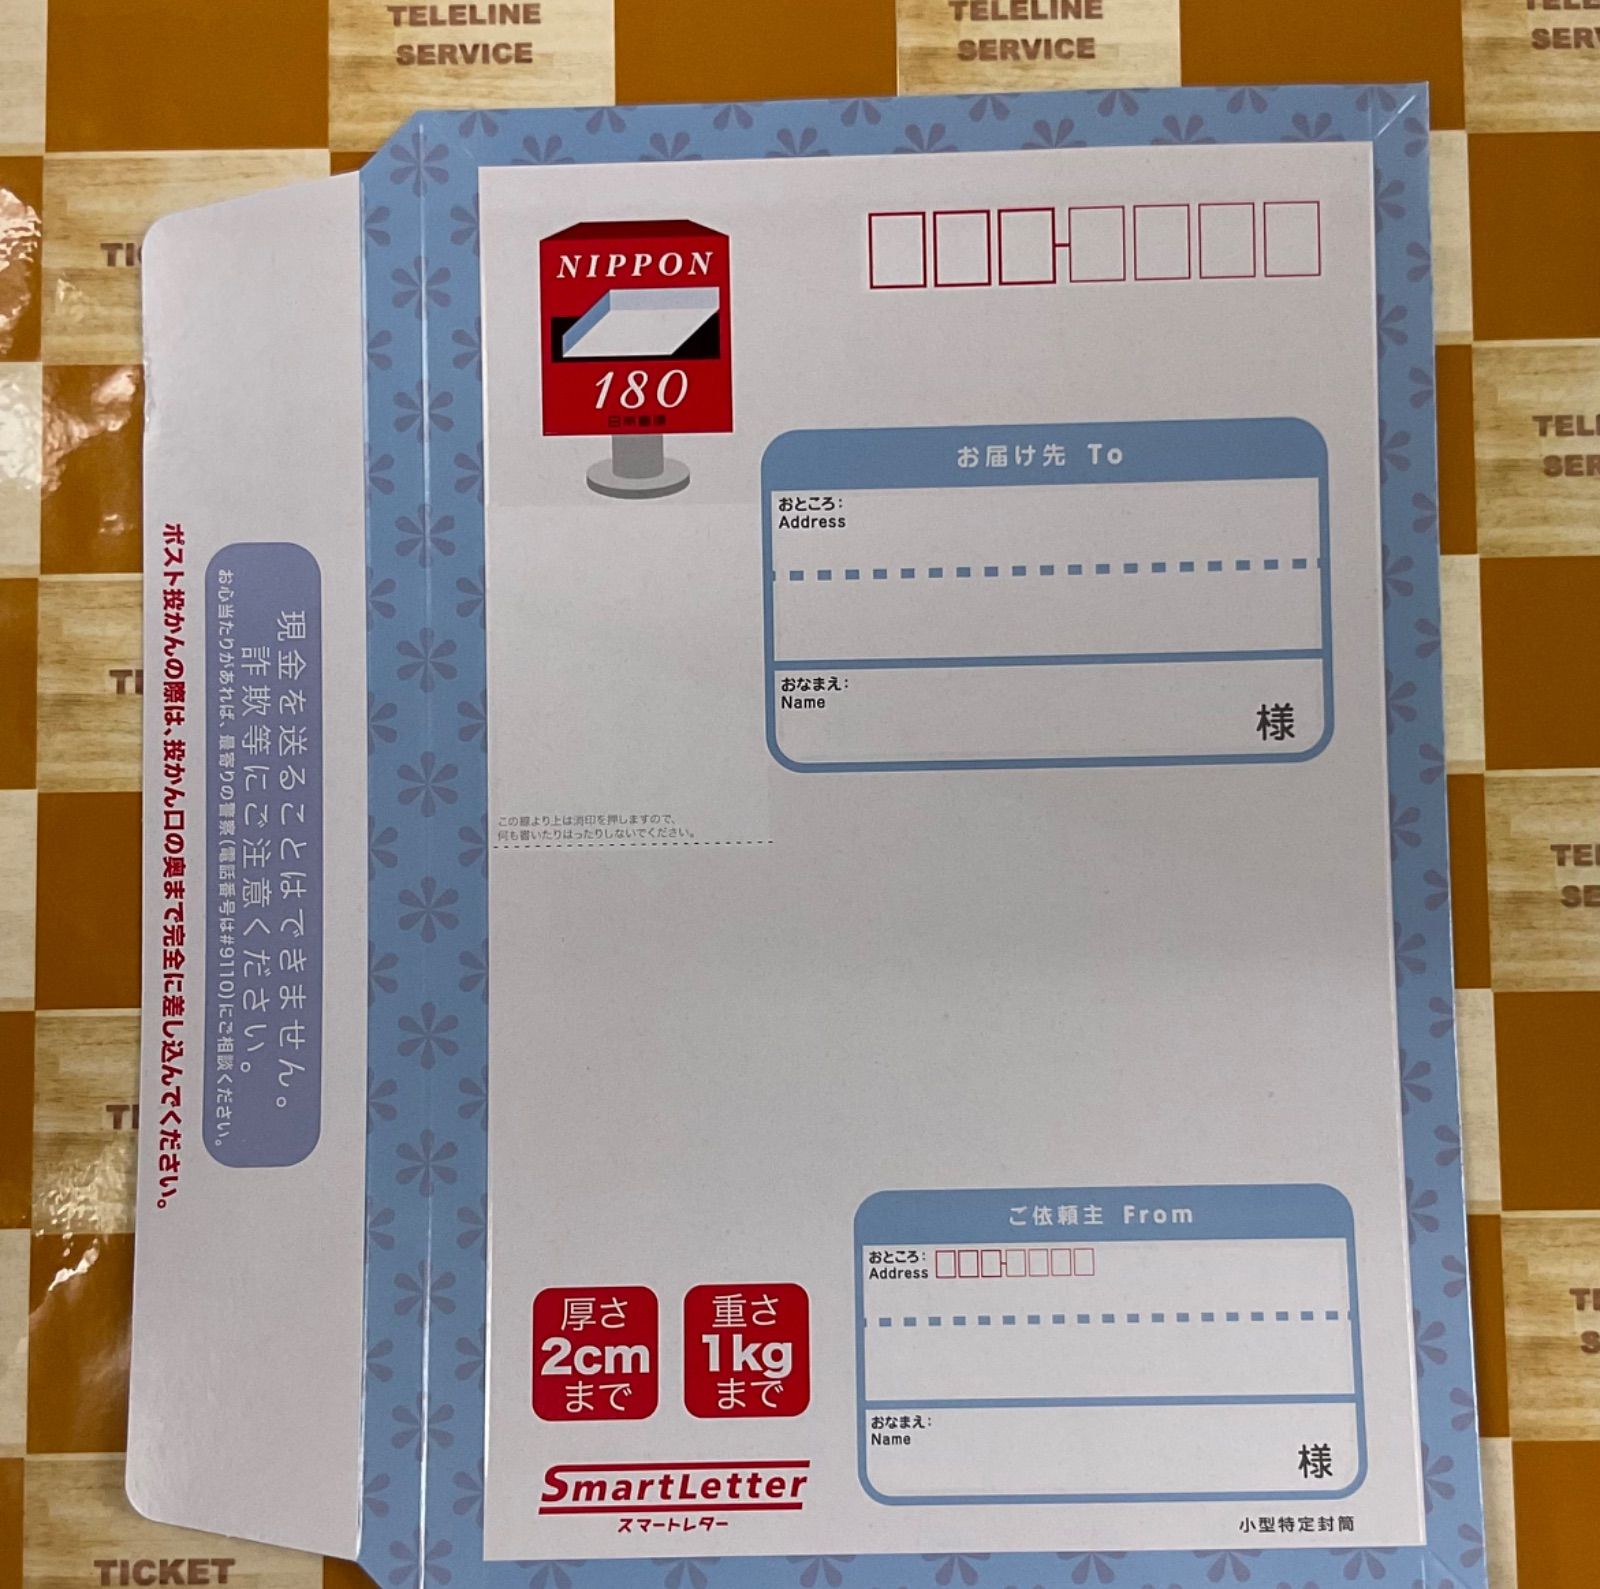 TELELINE
SERVICE
TELELINE
SERVICE
NIPPON
180
日本郵便
お届け先 To
おところ:
Address
おなまえ:
Name
様
この線より上は消印を押しますので、
何も書いたりはったりしないでください。
現金を送ることはできません。
詐欺等にご注意ください。
お心当たりがあれば、最寄りの警察(電話番号は#9110)にご相談ください。
ポスト投かんの際は、投かん口の奥まで完全に差し込んでください。
ご依頼主 From
おところ:
Address
おなまえ:
Name
様
厚さ
2cm
まで
重さ
1kg
まで
SmartLetter
スマートレター
小型特定封筒
TICKET